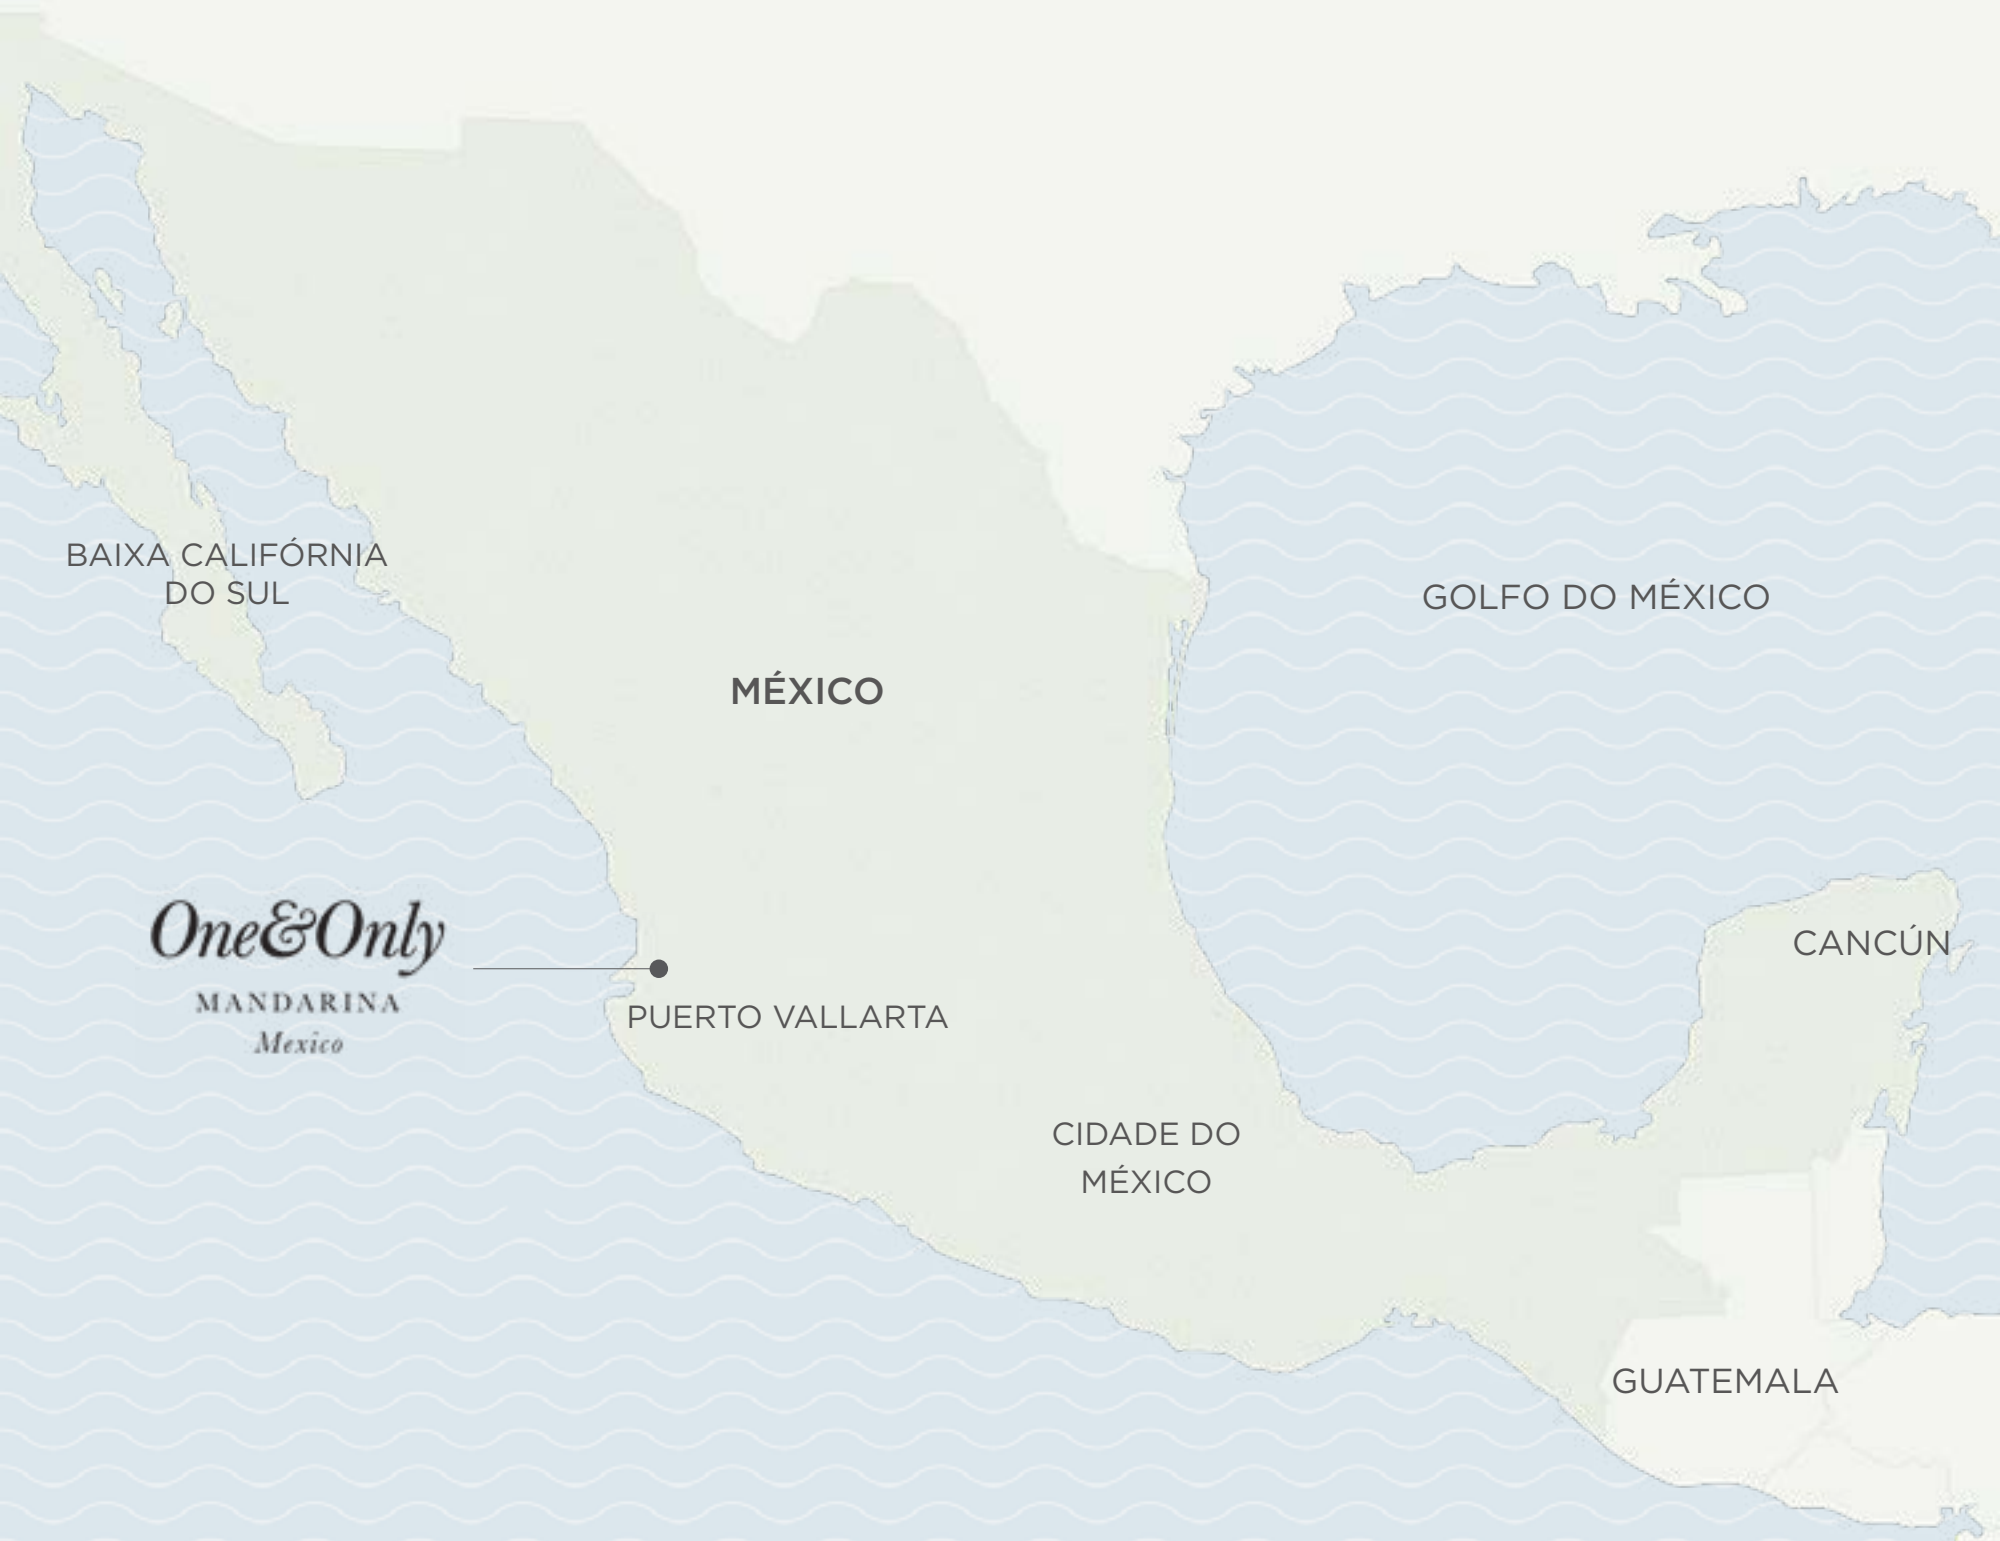 BAIXA CALIFÓRNIA
DO SUL
GOLFO DO MÉXICO
MÉXICO
One&Only
MANDARINA
Mexico
CANCÚN
PUERTO VALLARTA
CIDADE DO
MÉXICO
GUATEMALA